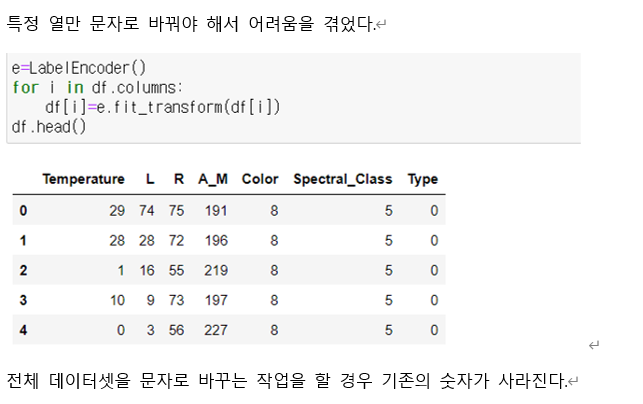 특정 열만 문자로 바꿔야 해서 어려움을 겪었다.↵
e=LabelEncoder()
for i in df.columns:
    df[i]=e.fit_transform(df[i])
df.head()
Temperature L R A_M Color Spectral_Class Type
0 29 74 75 191 8 5 0
1 28 28 72 196 8 5 0
2 1 16 55 219 8 5 0
3 10 9 73 197 8 5 0
4 0 3 56 227 8 5 0
↵
전체 데이터셋을 문자로 바꾸는 작업을 할 경우 기존의 숫자가 사라진다.↵